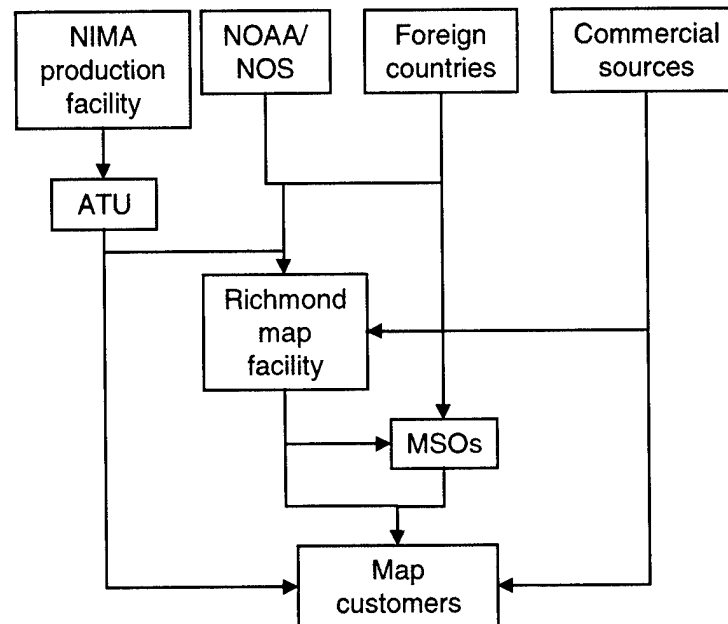 NIMA
production
facility
NOAA/
NOS
Foreign
countries
Commercial
sources
ATU
Richmond
map
facility
MSOs
Map
customers